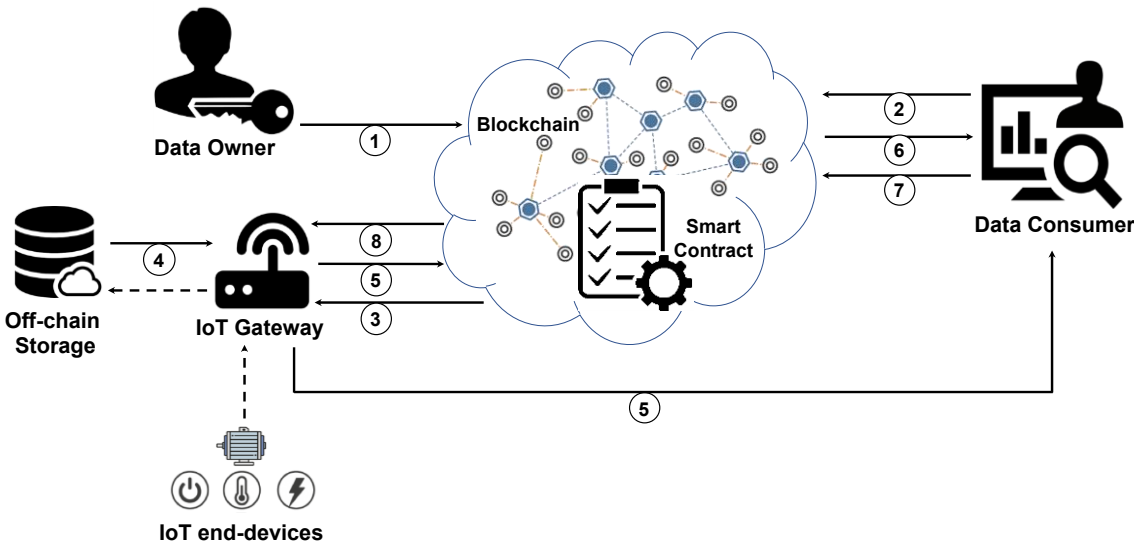 Blockchain
Data Owner
1
2
6
7
Data Consumer
Smart
Contract
8
4
5
3
Off-chain
Storage
IoT Gateway
5
IoT end-devices